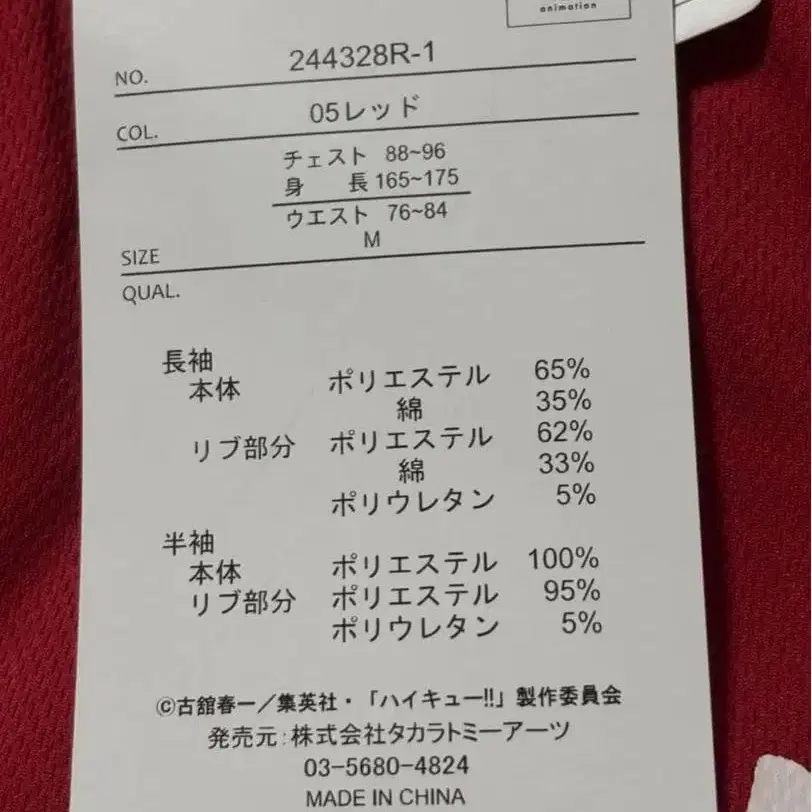 animation
NO. 244328R-1
COL. 05レッド
チェスト 88~96
身 長 165~175
ウエスト 76~84
SIZE M
QUAL.
長袖
本体 ポリエステル 65%
綿 35%
リブ部分 ポリエステル 62%
綿 33%
ポリウレタン 5%
半袖
本体 ポリエステル 100%
リブ部分 ポリエステル 95%
ポリウレタン 5%
©古舘春一/集英社・「ハイキュー!!」製作委員会
発売元:株式会社タカラトミーアーツ
03-5680-4824
MADE IN CHINA